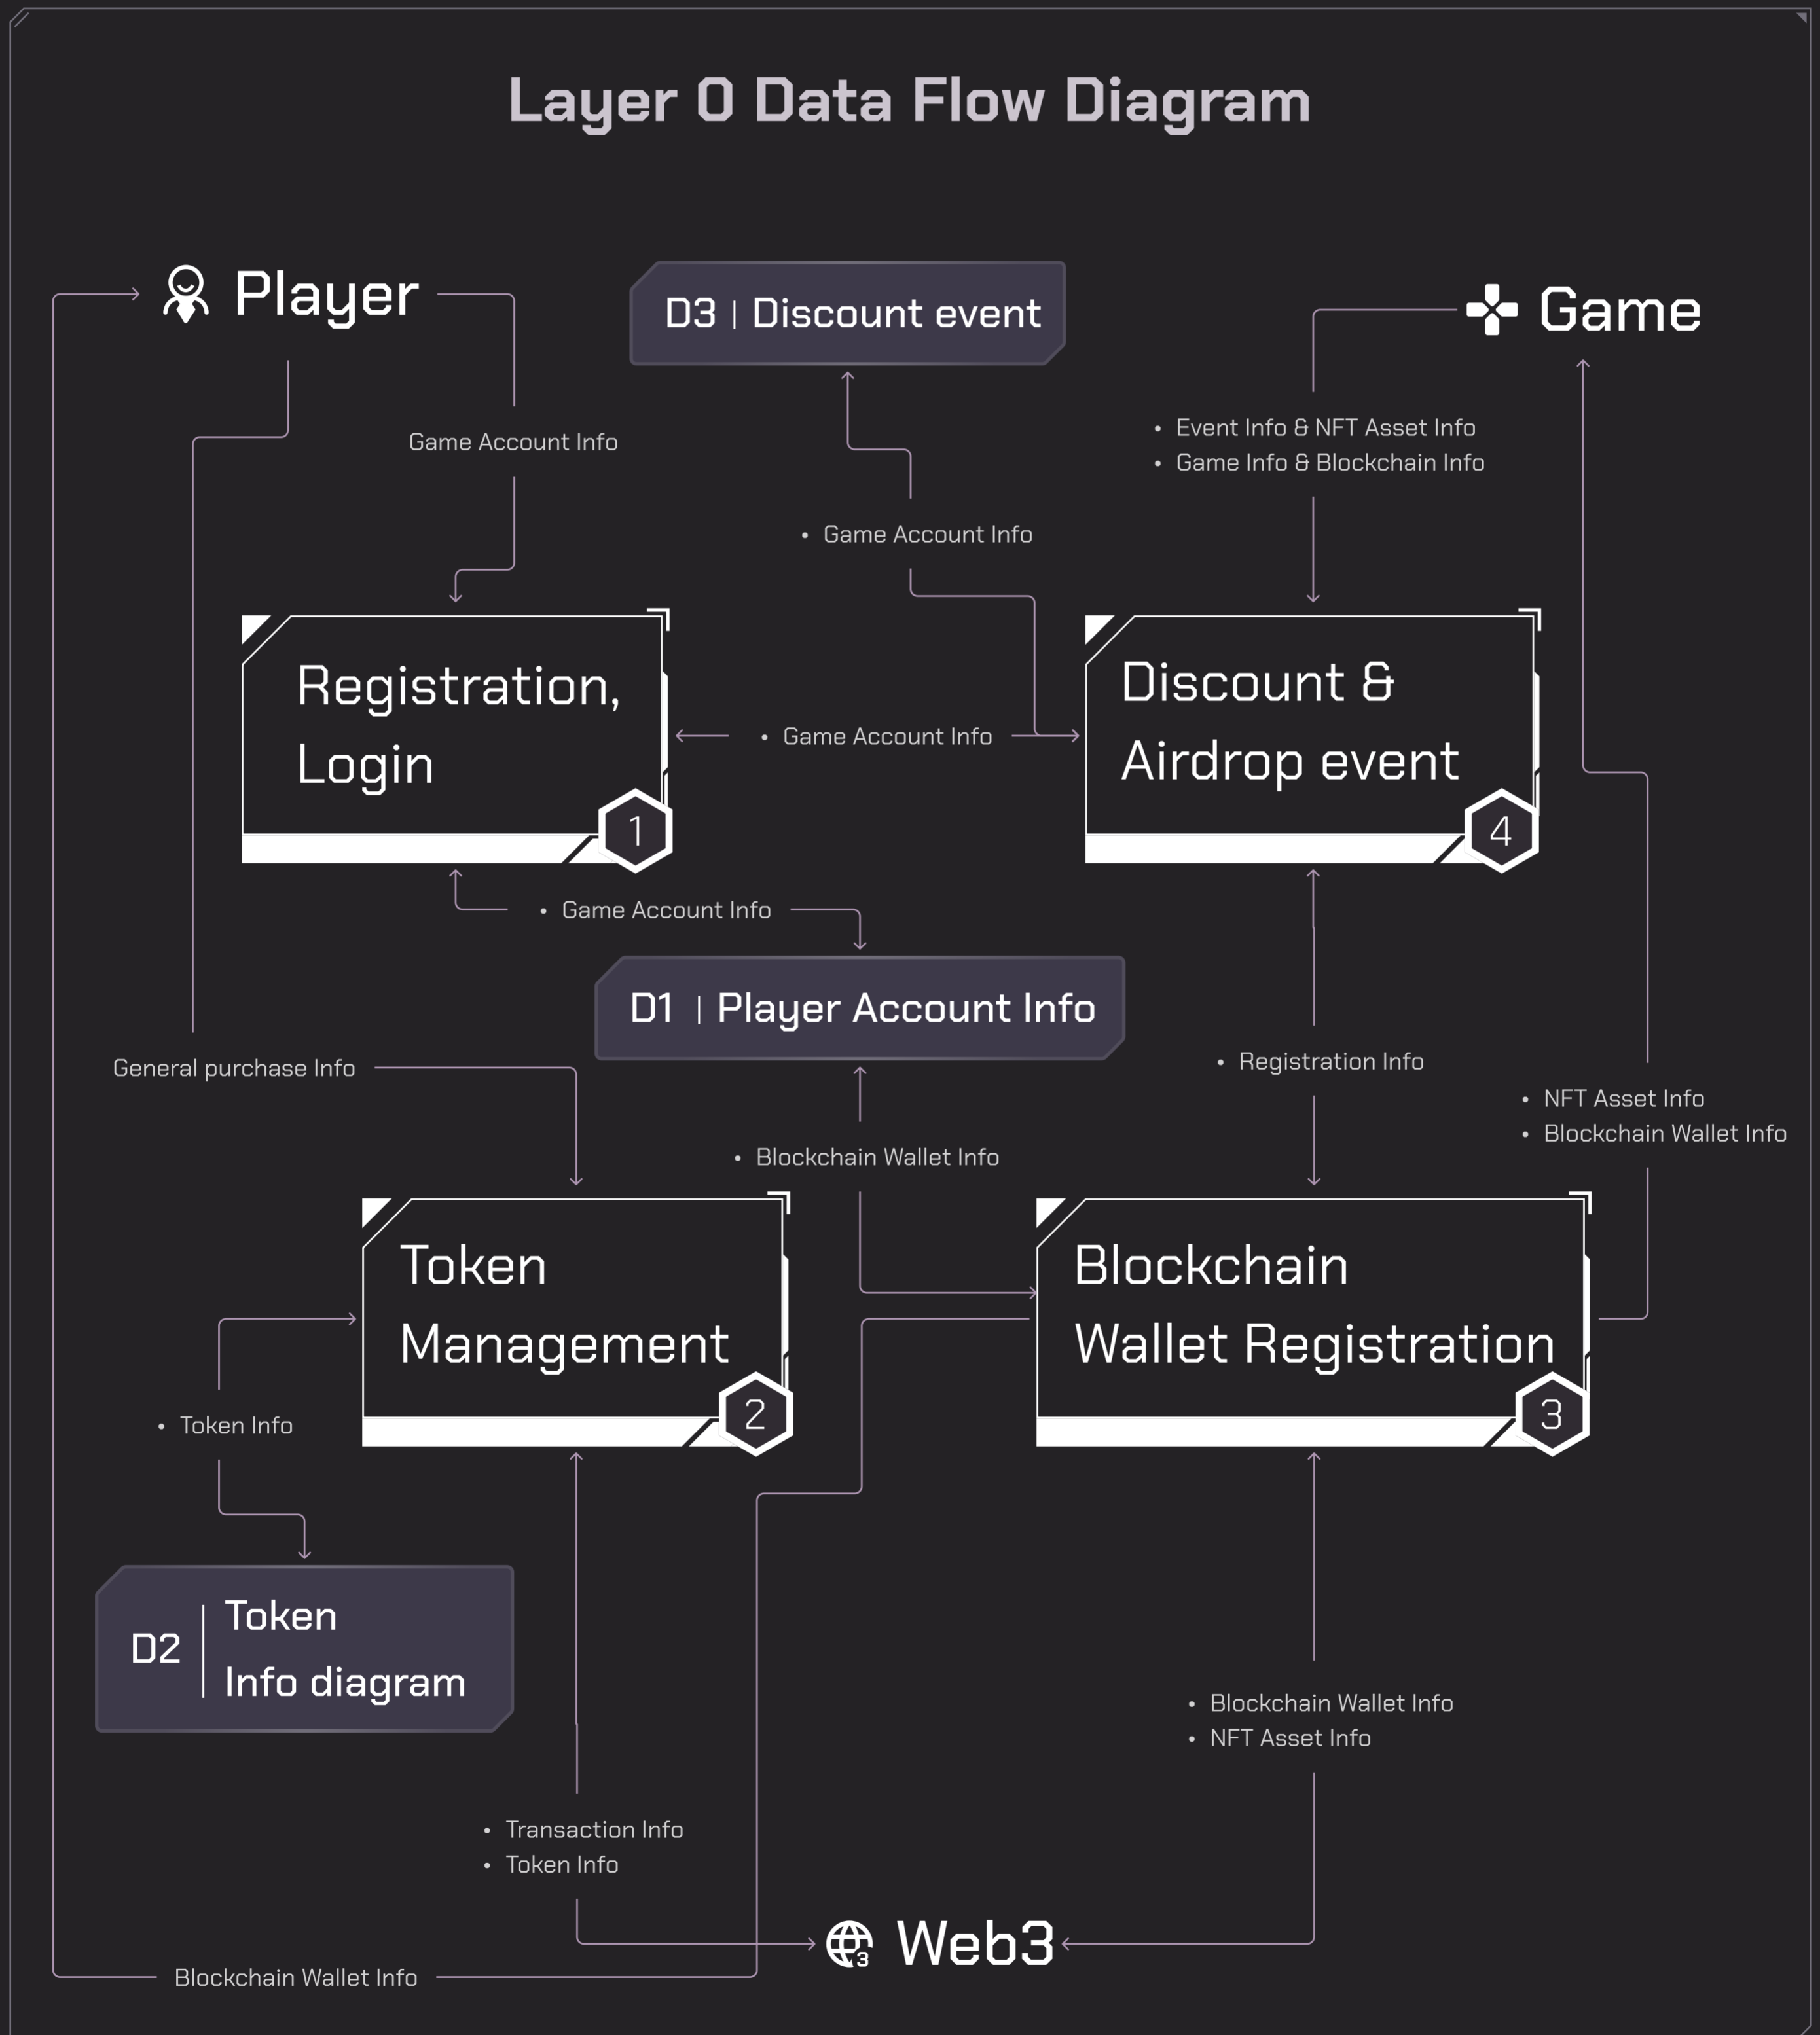 Layer 0 Data Flow Diagram
Player
D3 | Discount event
Game
Game Account Info
• Event Info & NFT Asset Info
• Game Info & Blockchain Info
• Game Account Info
Registration,
Login
1
• Game Account Info
Discount &
Airdrop event
4
• Game Account Info
D1 | Player Account Info
General purchase Info
• Registration Info
• NFT Asset Info
• Blockchain Wallet Info
• Blockchain Wallet Info
Token
Management
2
Blockchain
Wallet Registration
3
• Token Info
D2
Token
Info diagram
• Blockchain Wallet Info
• NFT Asset Info
• Transaction Info
• Token Info
3
Web3
Blockchain Wallet Info